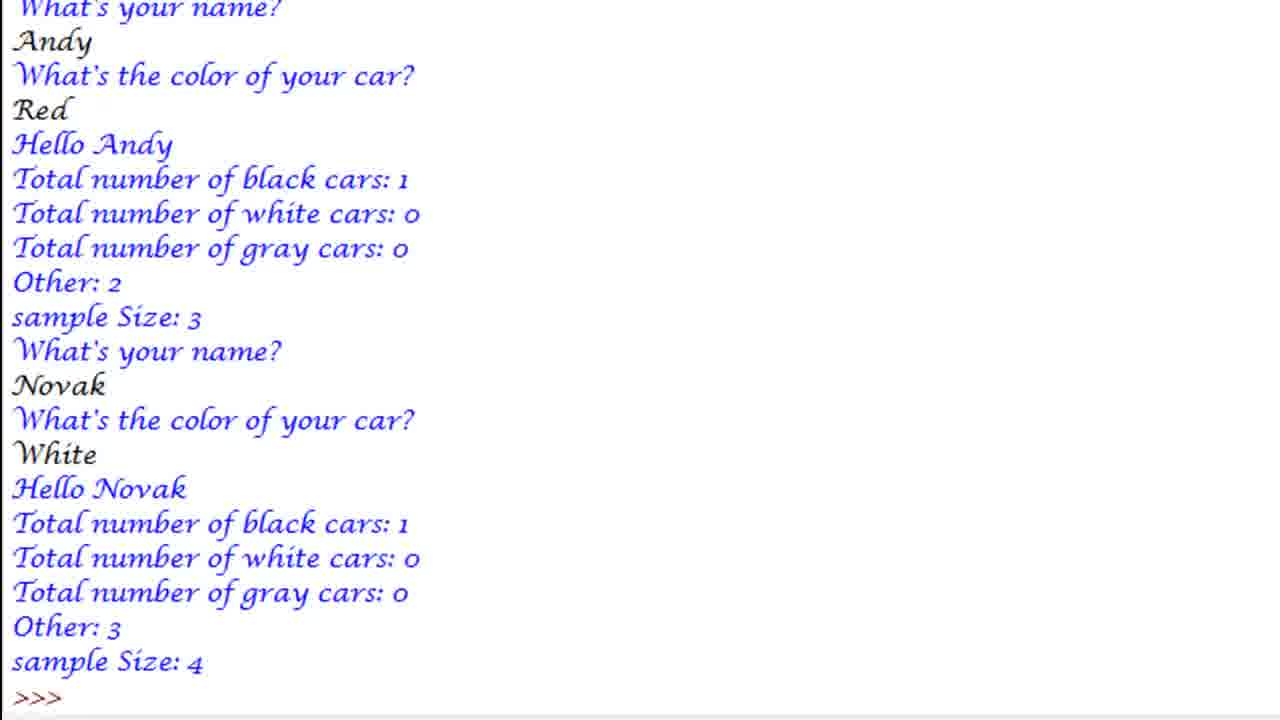 What's your name?
Andy
What's the color of your car?
Red
Hello Andy
Total number of black cars: 1
Total number of white cars: 0
Total number of gray cars: 0
Other: 2
sample Size: 3
What's your name?
Novak
What's the color of your car?
White
Hello Novak
Total number of black cars: 1
Total number of white cars: 0
Total number of gray cars: 0
Other: 3
sample Size: 4
>>>